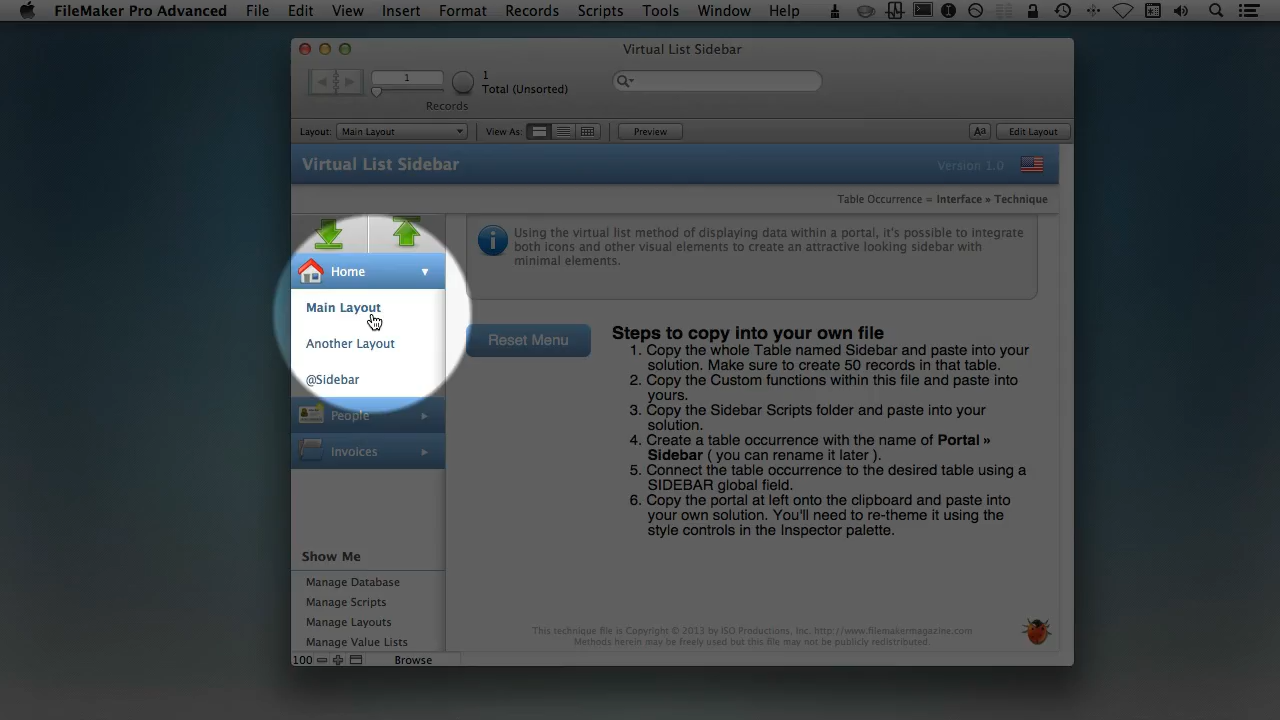 FileMaker Pro Advanced File Edit View Insert Format Records Scripts Tools Window Help
Virtual List Sidebar
1
1
Total (Unsorted)
Records
Layout: Main Layout View As: Preview Aa Edit Layout
Virtual List Sidebar
Version 1.0
Table Occurrence = Interface » Technique
Using the virtual list method of displaying data within a portal, it's possible to integrate
both icons and other visual elements to create an attractive looking sidebar with
minimal elements.
Home
Main Layout
Another Layout
@Sidebar
People
Invoices
Reset Menu
Steps to copy into your own file
1. Copy the whole Table named Sidebar and paste into your
solution. Make sure to create 50 records in that table.
2. Copy the Custom functions within this file and paste into
yours.
3. Copy the Sidebar Scripts folder and paste into your
solution.
4. Create a table occurrence with the name of Portal »
Sidebar ( you can rename it later ).
5. Connect the table occurrence to the desired table using a
SIDEBAR global field.
6. Copy the portal at left onto the clipboard and paste into
your own solution. You'll need to re-theme it using the
style controls in the Inspector palette.
Show Me
Manage Database
Manage Scripts
Manage Layouts
Manage Value Lists
This technique file is Copyright © 2013 by ISO Productions, Inc. http://www.filemakermagazine.com
Methods herein may be freely used but this file may not be publicly redistributed.
100 Browse